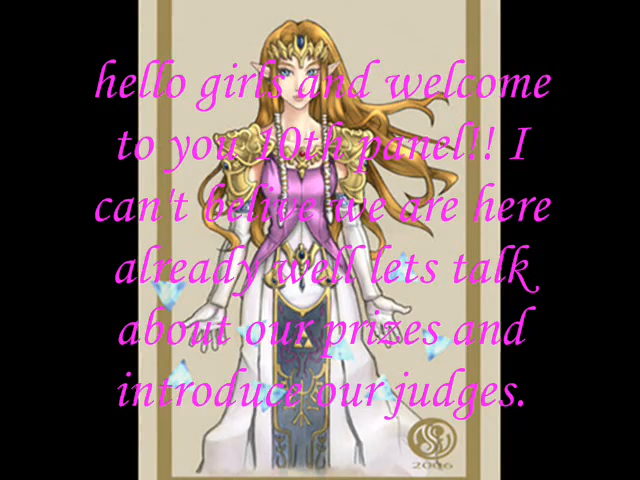 hello girls and welcome
to you 10th panel!! I
can't belive we are here
already well lets talk
about our prizes and
introduce our judges.
2006